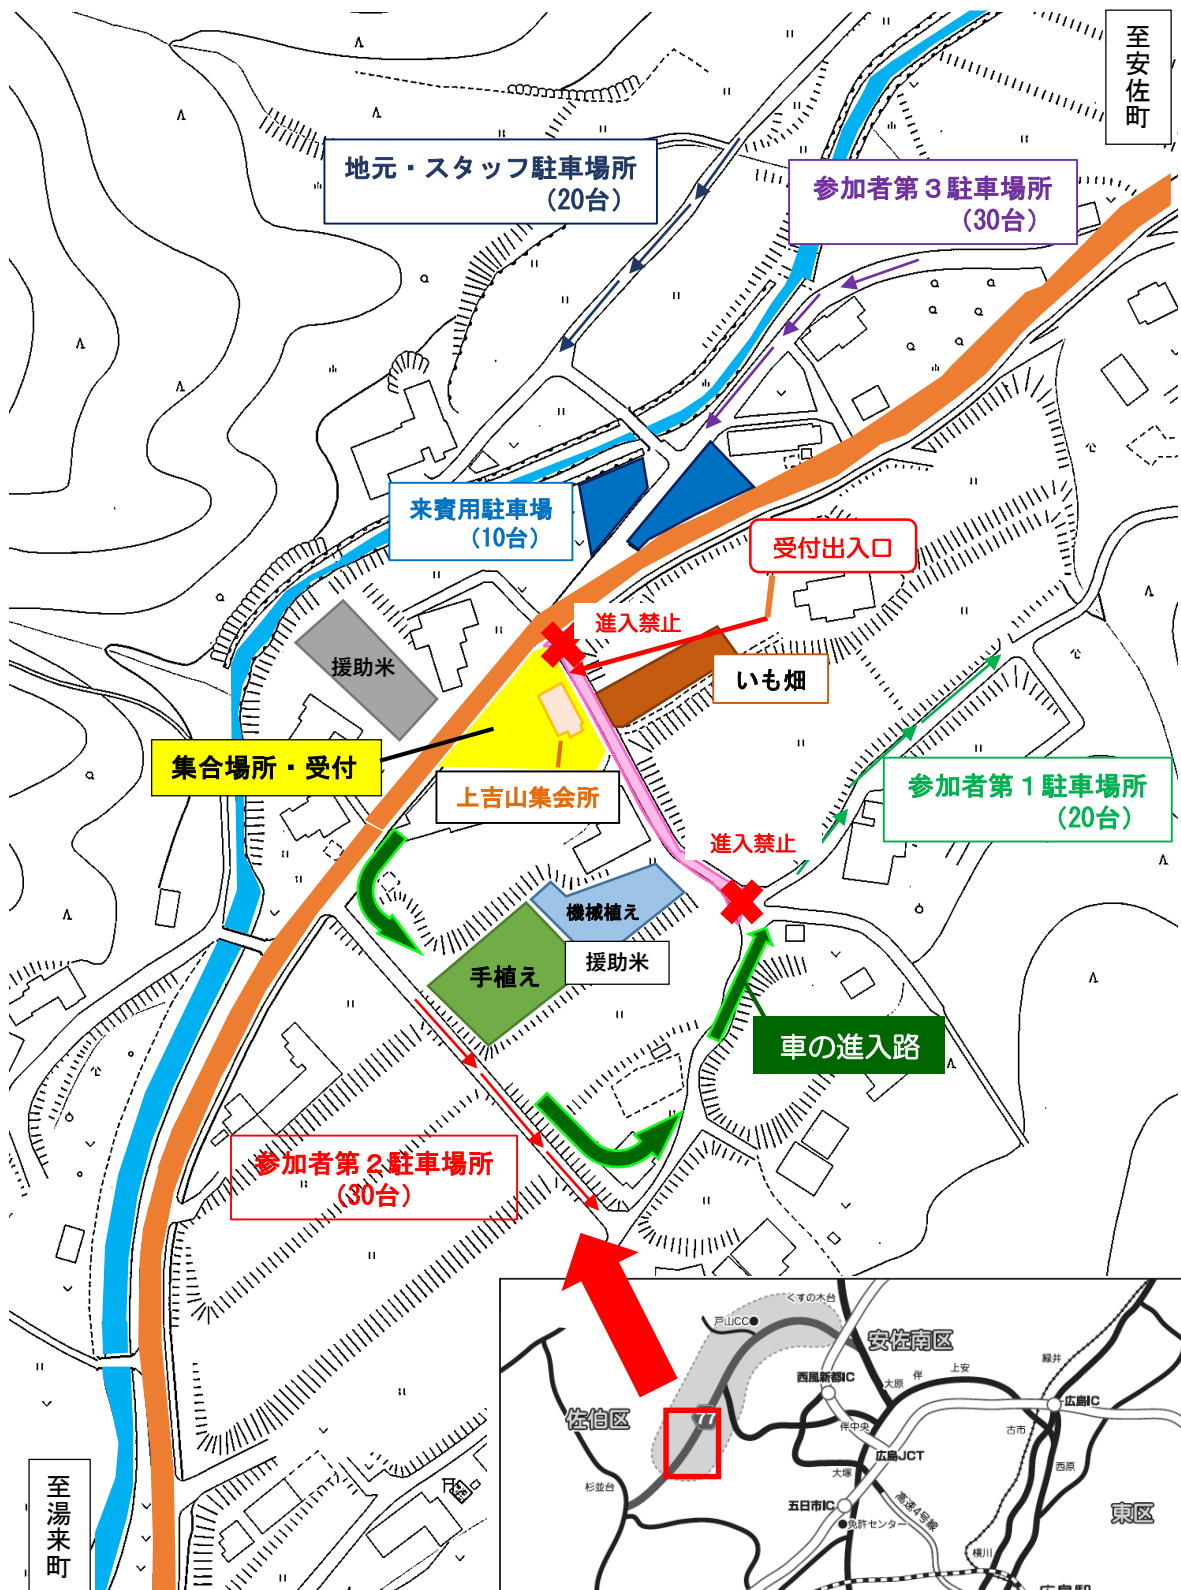 至安佐町
地元・スタッフ駐車場所
(20台)
参加者第３駐車場所
(30台)
来賓用駐車場
(10台)
受付出入口
進入禁止
援助米
いも畑
集合場所・受付
上吉山集会所
参加者第１駐車場所
(20台)
進入禁止
機械植え
援助米
手植え
車の進入路
参加者第２駐車場所
(30台)
至湯来町
くすの木台
戸山CC
安佐南区
西風新都IC
大原
伴
上安
緑井
広島IC
佐伯区
77
伴中央
古市
広島JCT
大塚
西原
杉並台
五日市IC
高速4号線
免許センター
東区
横川
広島駅